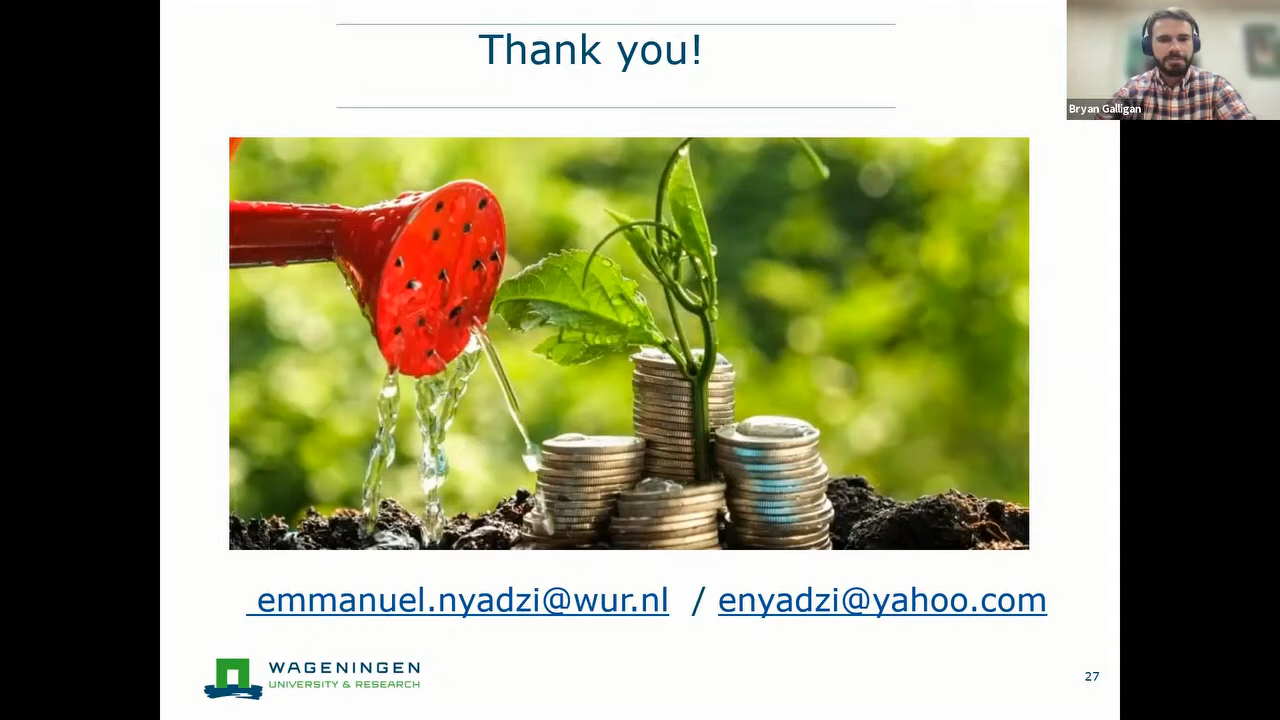 Thank you!
Bryan Galligan
emmanuel.nyadzi@wur.nl / enyadzi@yahoo.com
WAGENINGEN
UNIVERSITY & RESEARCH
27